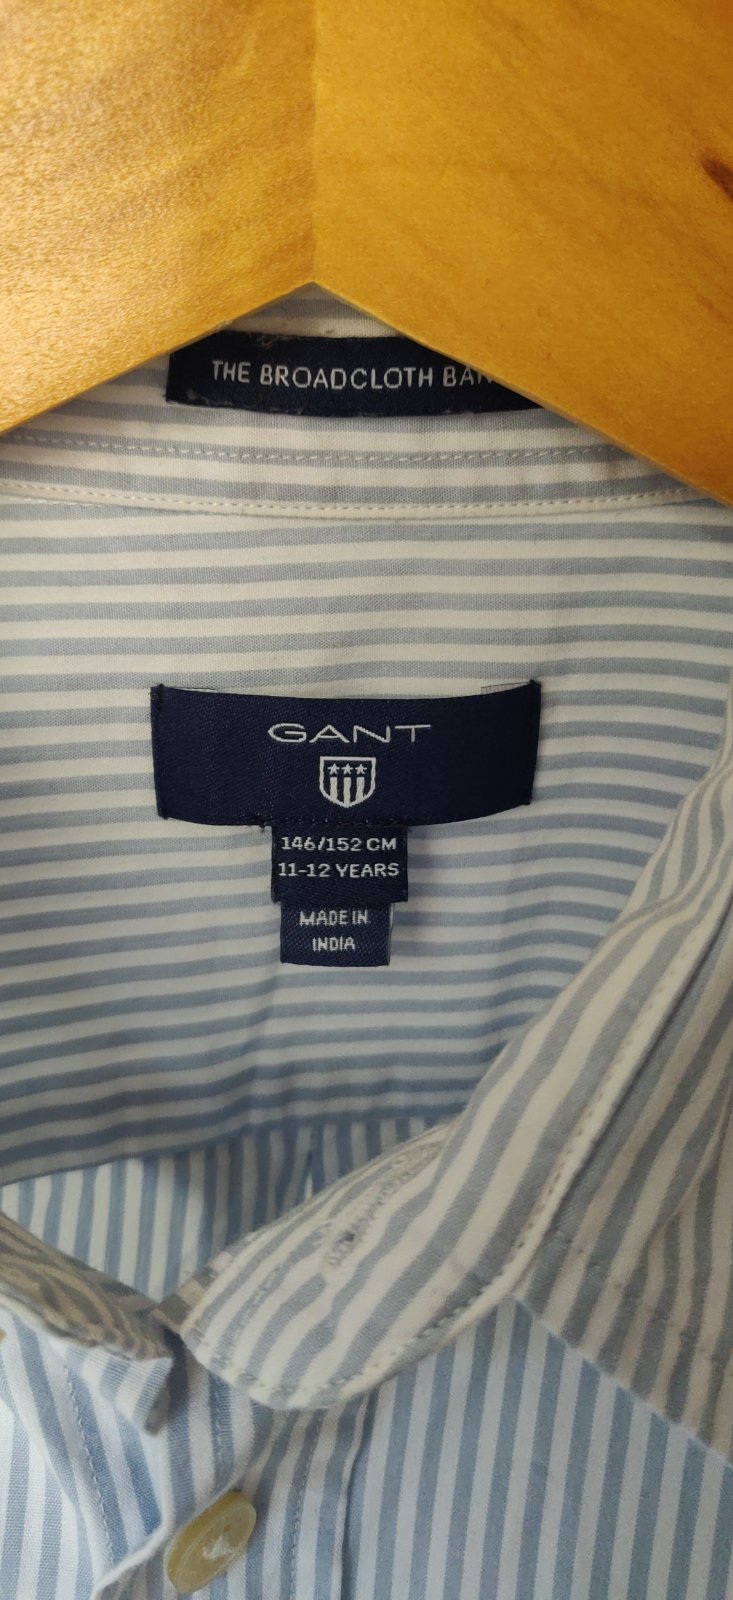 THE BROADCLOTH
GANT
146/152 CM
11-12 YEARS
MADE IN
INDIA